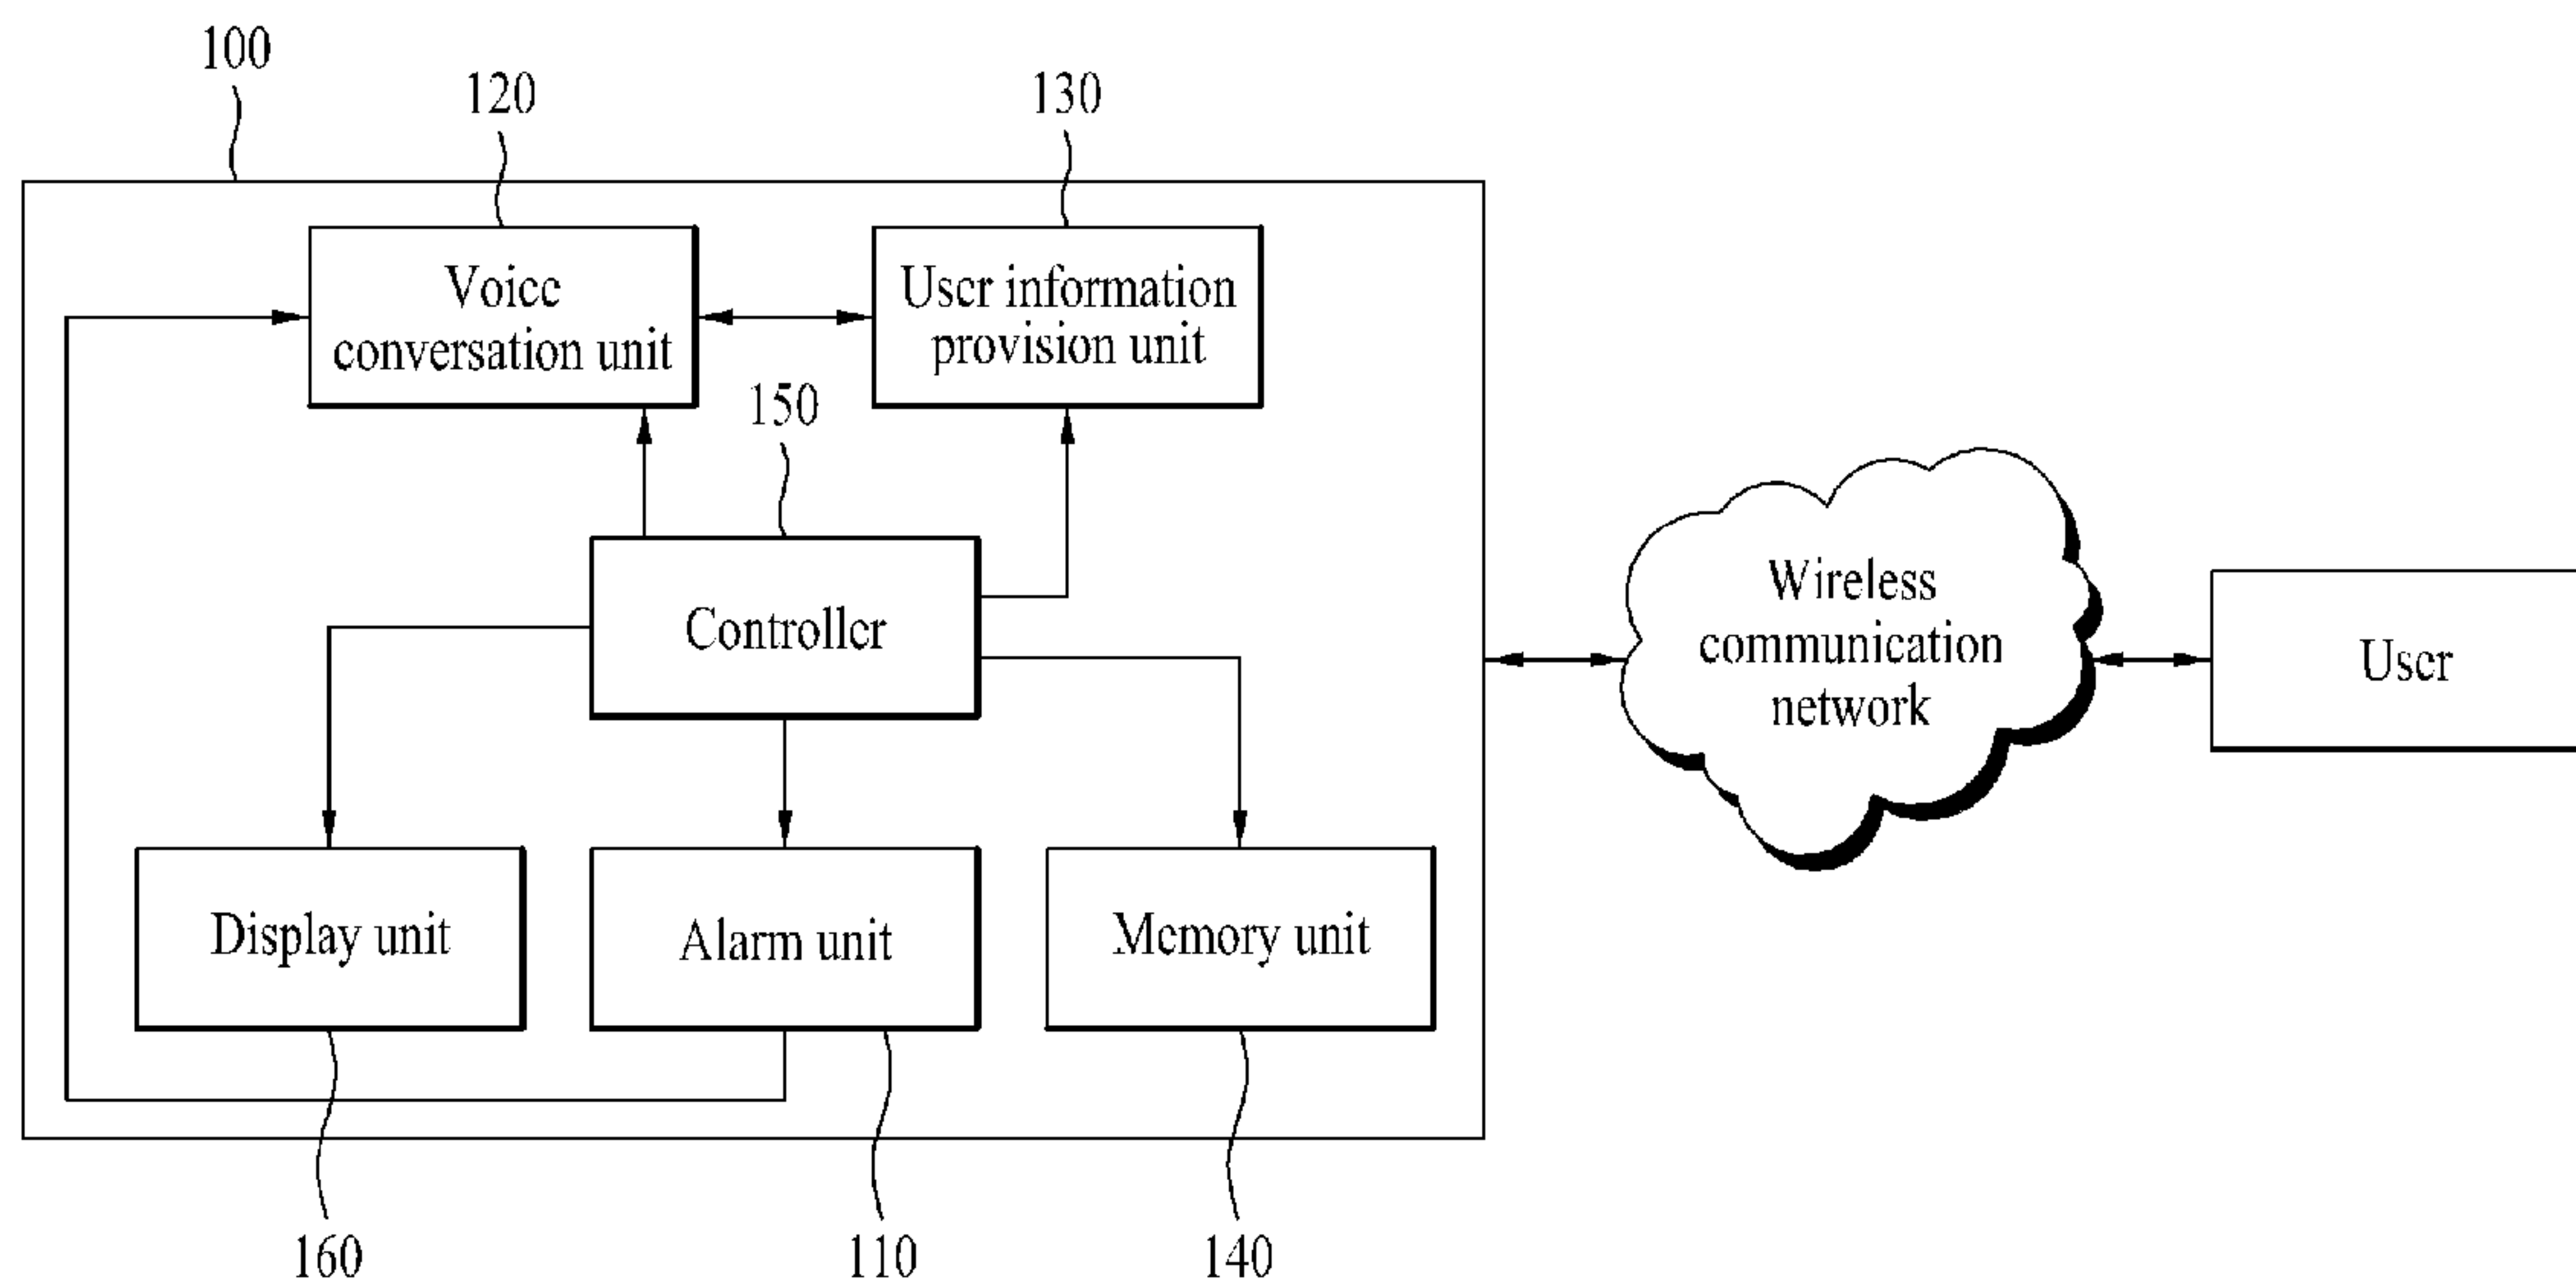 100
120
130
Voice
conversation unit
User information
provision unit
150
Controller
Wireless
communication
network
User
Display unit
Alarm unit
Memory unit
160
110
140